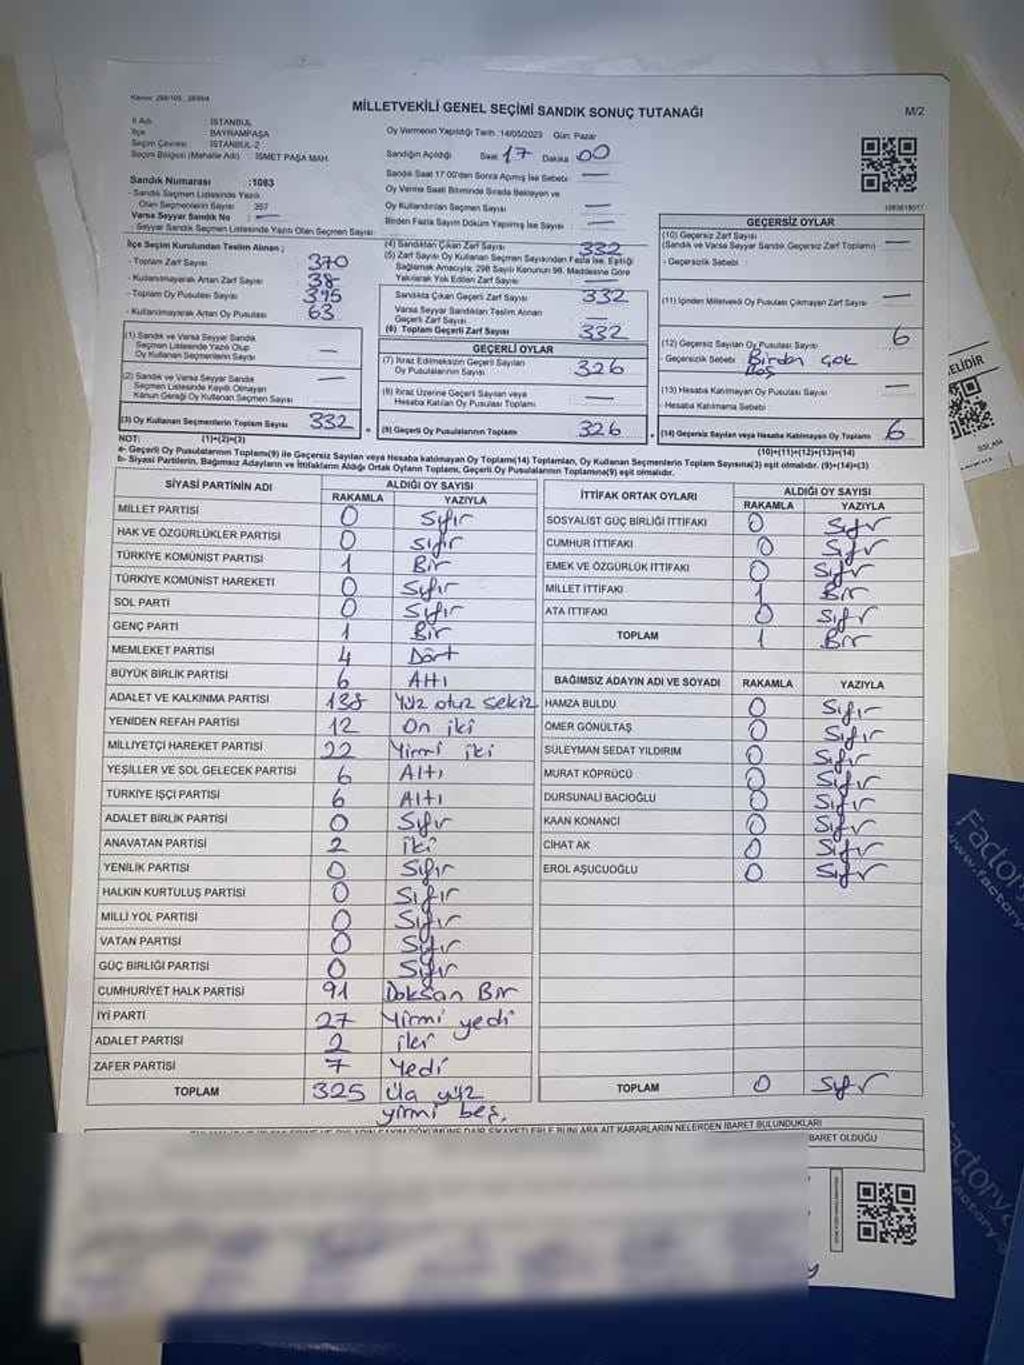 MİLLETVEKİLİ GENEL SEÇİMİ SANDIK SONUÇ TUTANAĞI
M/2
İl Adı : İSTANBUL
İlçe : BAYRAMPAŞA
Seçim Çevresi : İSTANBUL-2
Seçim Bölgesi (Mahalle Adı) : İSMET PAŞA MAH.
Sandık Numarası :1083
- Sandık Seçmen Listesinde Yazılı
Olan Seçmenlerin Sayısı : 367
Varsa Seyyar Sandık No : —
- Seyyar Sandık Seçmen Listesinde Yazılı Olan Seçmen Sayısı
İlçe Seçim Kurulundan Teslim Alınan ;
- Toplam Zarf Sayısı 370
- Kullanılmayarak Artan Zarf Sayısı 38
- Toplam Oy Pusulası Sayısı 395
- Kullanılmayarak Artan Oy Pusulası 63
(1) Sandık ve Varsa Seyyar Sandık
Seçmen Listesinde Yazılı Olup
Oy Kullanan Seçmenlerin Sayısı —
(2) Sandık ve Varsa Seyyar Sandık
Seçmen Listesinde Kayıtlı Olmayan
Kanun Gereği Oy Kullanan Seçmen Sayısı —
(3) Oy Kullanan Seçmenlerin Toplam Sayısı 332
Oy Vermenin Yapıldığı Tarih :14/05/2023 Gün: Pazar
Sandığın Açıldığı Saat 17 Dakika 00
Sandık Saat 17:00'den Sonra Açılmış İse Sebebi —
Oy Verme Saati Bitiminde Sırada Bekleyen ve
Oy Kullandırılan Seçmen Sayısı —
Birden Fazla Sayım Döküm Yapılmış İse Sayısı —
(4) Sandıktan Çıkan Zarf Sayısı 332
(5) Zarf Sayısı Oy Kullanan Seçmen Sayısından Fazla İse, Eşitliği
Sağlamak Amacıyla; 298 Sayılı Kanunun 98. Maddesine Göre
Yakılarak Yok Edilen Zarf Sayısı —
Sandıkta Çıkan Geçerli Zarf Sayısı 332
Varsa Seyyar Sandıktan Teslim Alınan
Geçerli Zarf Sayısı —
(6) Toplam Geçerli Zarf Sayısı 332
GEÇERLİ OYLAR
(7) İtiraz Edilmeksizin Geçerli Sayılan
Oy Pusulalarının Sayısı 326
(8) İtiraz Üzerine Geçerli Sayılan veya
Hesaba Katılan Oy Pusulası Toplamı —
(9) Geçerli Oy Pusulalarının Toplamı 326
GEÇERSİZ OYLAR
(10) Geçersiz Zarf Sayısı
(Sandık ve Varsa Seyyar Sandık Geçersiz Zarf Toplamı) —
- Geçersizlik Sebebi :
(11) İçinden Milletvekili Oy Pusulası Çıkmayan Zarf Sayısı —
(12) Geçersiz Sayılan Oy Pusulası Sayısı 6
- Geçersizlik Sebebi Birden çok
Boş
(13) Hesaba Katılmayan Oy Pusulası Sayısı —
- Hesaba Katılmama Sebebi
(14) Geçersiz Sayılan veya Hesaba Katılmayan Oy Toplamı 6
NOT: (1)+(2)=(3) (10)+(11)+(12)+(13)=(14)
a- Geçerli Oy Pusulalarının Toplamı(9) ile Geçersiz Sayılan veya Hesaba katılmayan Oy Toplamı(14) Toplamları, Oy Kullanan Seçmenlerin Toplam Sayısına(3) eşit olmalıdır. (9)+(14)=(3)
b- Siyasi Partilerin, Bağımsız Adayların ve İttifakların Aldığı Ortak Oyların Toplamı, Geçerli Oy Pusulalarının Toplamına(9) eşit olmalıdır.
SİYASİ PARTİNİN ADI ALDIĞI OY SAYISI
RAKAMLA YAZIYLA
MİLLET PARTİSİ 0 Sıfır
HAK VE ÖZGÜRLÜKLER PARTİSİ 0 Sıfır
TÜRKİYE KOMÜNİST PARTİSİ 1 Bir
TÜRKİYE KOMÜNİST HAREKETİ 0 Sıfır
SOL PARTİ 0 Sıfır
GENÇ PARTİ 1 Bir
MEMLEKET PARTİSİ 4 Dört
BÜYÜK BİRLİK PARTİSİ 6 Altı
ADALET VE KALKINMA PARTİSİ 138 Yüz otuz sekiz
YENİDEN REFAH PARTİSİ 12 On iki
MİLLİYETÇİ HAREKET PARTİSİ 22 Yirmi iki
YEŞİLLER VE SOL GELECEK PARTİSİ 6 Altı
TÜRKİYE İŞÇİ PARTİSİ 6 Altı
ADALET BİRLİK PARTİSİ 0 Sıfır
ANAVATAN PARTİSİ 2 iki
YENİLİK PARTİSİ 0 Sıfır
HALKIN KURTULUŞ PARTİSİ 0 Sıfır
MİLLİ YOL PARTİSİ 0 Sıfır
VATAN PARTİSİ 0 Sıfır
GÜÇ BİRLİĞİ PARTİSİ 0 Sıfır
CUMHURİYET HALK PARTİSİ 91 Doksan Bir
İYİ PARTİ 27 Yirmi yedi
ADALET PARTİSİ 2
ZAFER PARTİSİ 7 Yedi
TOPLAM 325 yüz
yirmi beş.
İTTİFAK ORTAK OYLARI ALDIĞI OY SAYISI
RAKAMLA YAZIYLA
SOSYALİST GÜÇ BİRLİĞİ İTTİFAKI 0 Sıfır
CUMHUR İTTİFAKI 0 Sıfır
EMEK VE ÖZGÜRLÜK İTTİFAKI 0 Sıfır
MİLLET İTTİFAKI 1 Bir
ATA İTTİFAKI 0 Sıfır
TOPLAM 1 Bir
BAĞIMSIZ ADAYIN ADI VE SOYADI RAKAMLA YAZIYLA
HAMZA BULDU 0 Sıfır
ÖMER GÖNÜLTAŞ 0 Sıfır
SÜLEYMAN SEDAT YILDIRIM 0 Sıfır
MURAT KÖPRÜCÜ 0 Sıfır
DURSUNALİ BACIOĞLU 0 Sıfır
KAAN KONANCI 0 Sıfır
CİHAT AK 0 Sıfır
EROL AŞUCUOĞLU 0 Sıfır
TOPLAM 0 Sıfır
KARARLARIN NELERDEN İBARET BULUNDUKLARI
İBARET OLDUĞU
Factory
www.factory